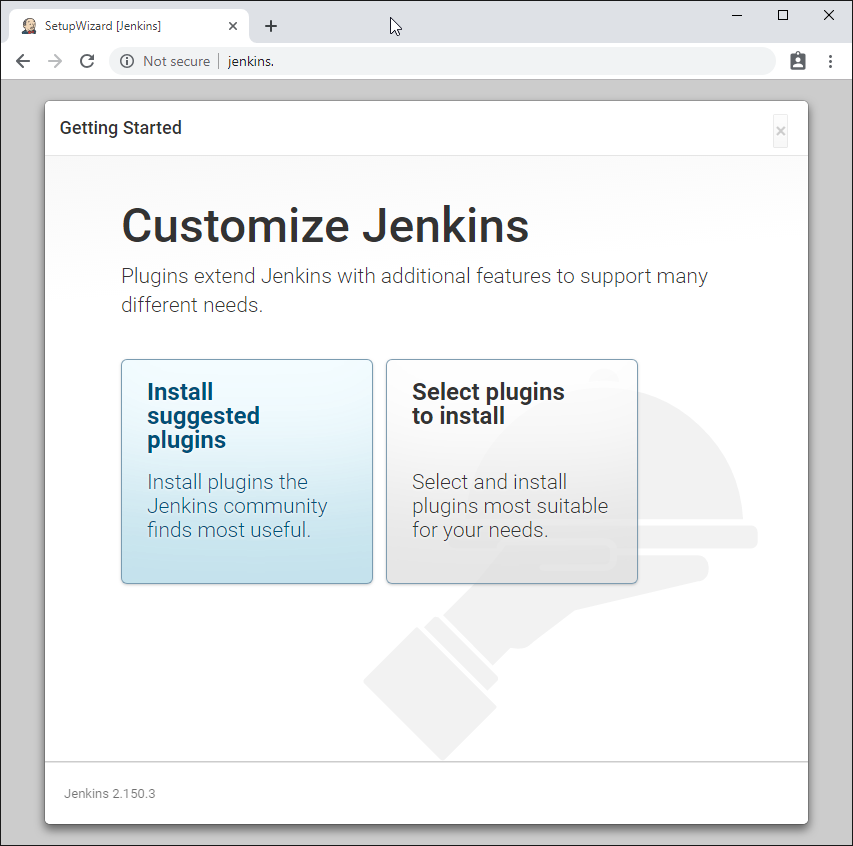 SetupWizard [Jenkins]
Not secure
jenkins.
Getting Started
Customize Jenkins
Plugins extend Jenkins with additional features to support many
different needs.
Install
suggested
plugins
Install plugins the
Jenkins community
finds most useful.
Select plugins
to install
Select and install
plugins most suitable
for your needs.
Jenkins 2.150.3